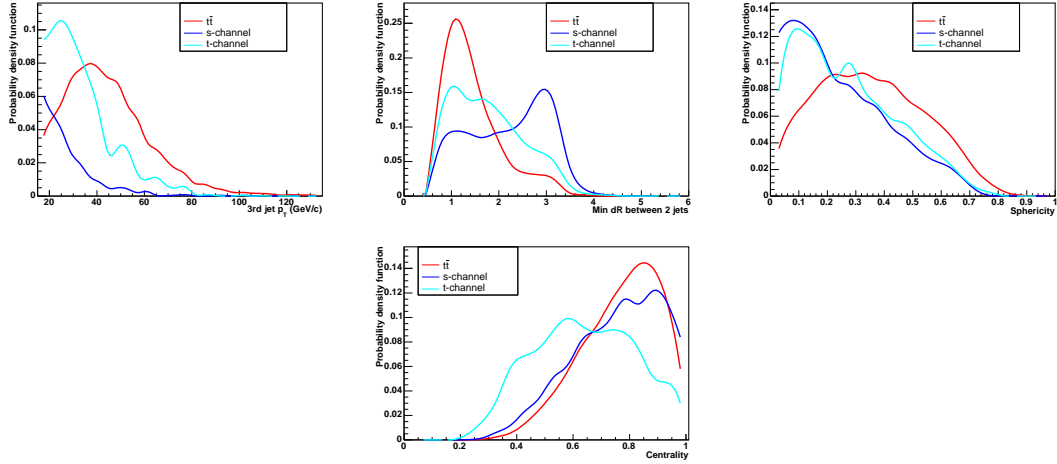 Probability density function
0.1
0.08
0.06
0.04
0.02
0
tt̄
s-channel
t-channel
20 40 60 80 100 120
3rd jet p_T (GeV/c)
Probability density function
0.25
0.20
0.15
0.10
0.05
0
tt̄
s-channel
t-channel
0 1 2 3 4 5 6
Min dR between 2 jets
Probability density function
0.14
0.12
0.10
0.08
0.06
0.04
0.02
0
tt̄
s-channel
t-channel
0.1 0.2 0.3 0.4 0.5 0.6 0.7 0.8 0.9 1
Sphericity
Probability density function
0.14
0.12
0.10
0.08
0.06
0.04
0.02
0
tt̄
s-channel
t-channel
0 0.2 0.4 0.6 0.8 1
Centrality